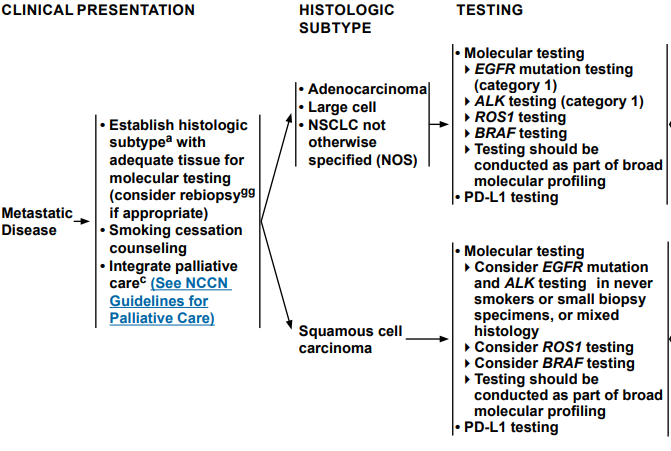 CLINICAL PRESENTATION
HISTOLOGIC
SUBTYPE
TESTING
Metastatic
Disease
• Establish histologic
subtypeᵃ with
adequate tissue for
molecular testing
(consider rebiopsyᵍᵍ
if appropriate)
• Smoking cessation
counseling
• Integrate palliative
careᶜ (See NCCN
Guidelines for
Palliative Care)
• Adenocarcinoma
• Large cell
• NSCLC not
otherwise
specified (NOS)
• Molecular testing
EGFR mutation testing
(category 1)
ALK testing (category 1)
ROS1 testing
BRAF testing
Testing should be
conducted as part of broad
molecular profiling
• PD-L1 testing
Squamous cell
carcinoma
• Molecular testing
Consider EGFR mutation
and ALK testing in never
smokers or small biopsy
specimens, or mixed
histology
Consider ROS1 testing
Consider BRAF testing
Testing should be
conducted as part of broad
molecular profiling
• PD-L1 testing